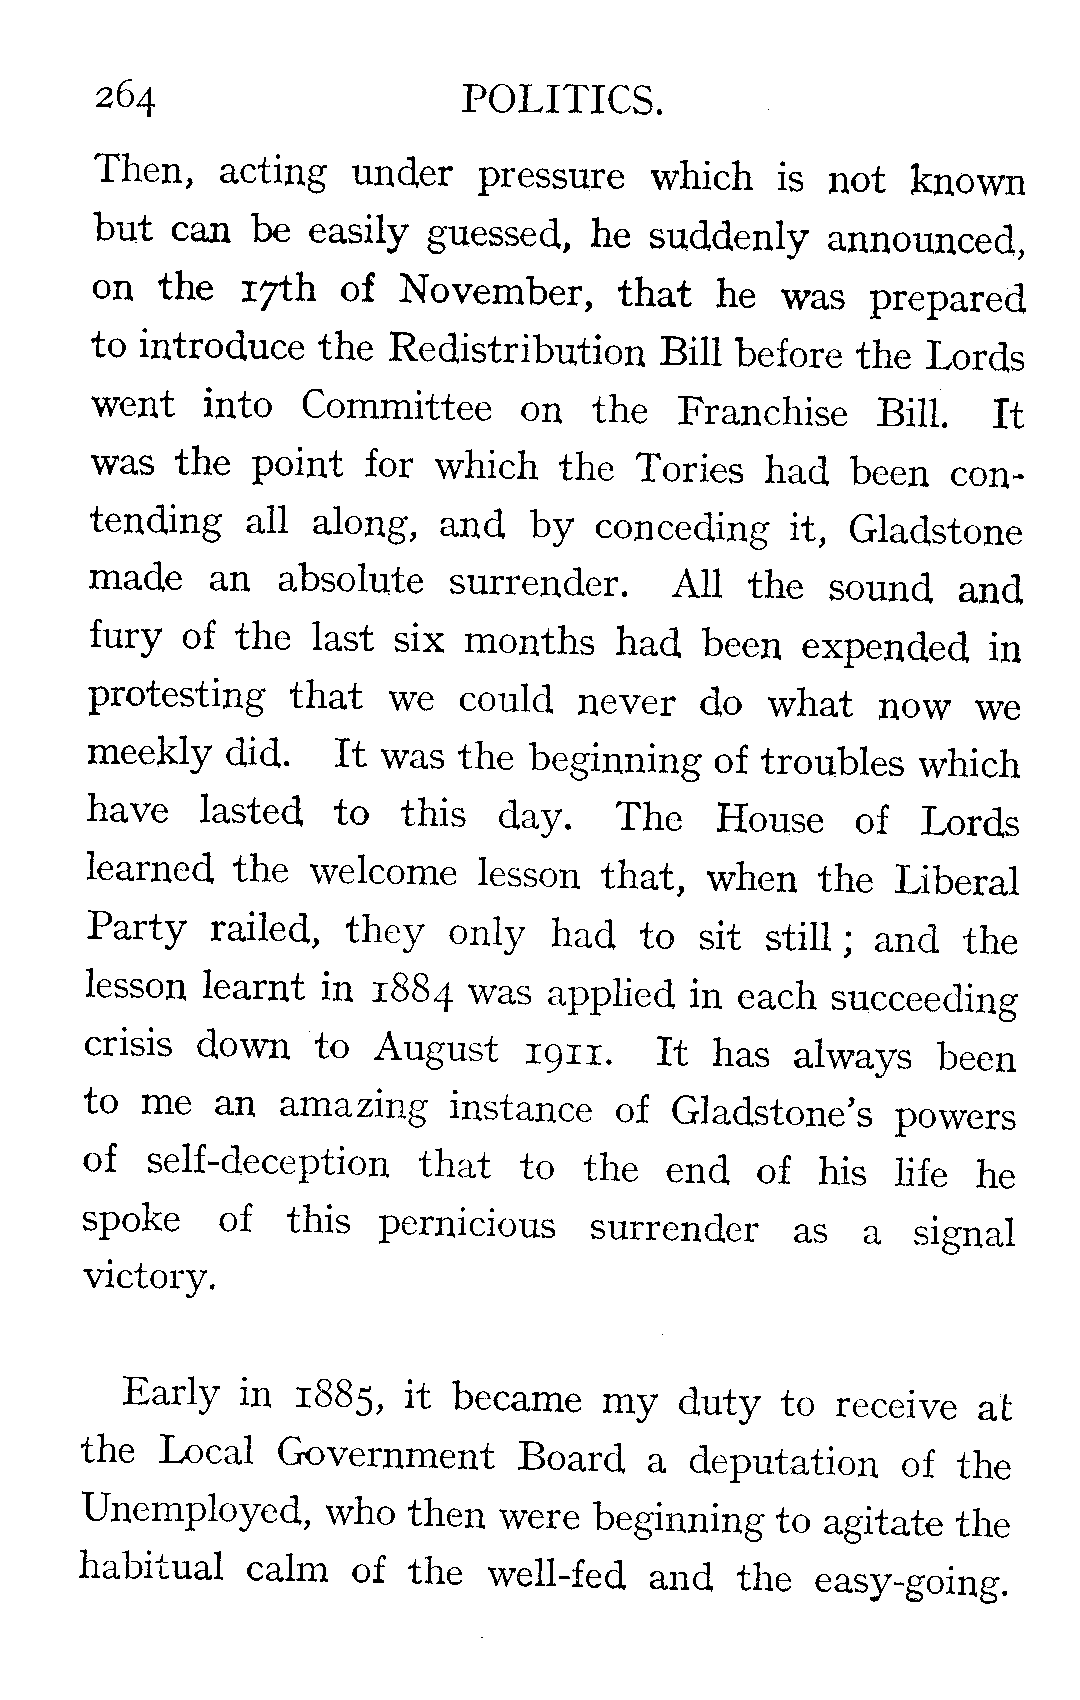 264 POLITICS.
Then, acting under pressure which is not known
but can be easily guessed, he suddenly announced,
on the 17th of November, that he was prepared
to introduce the Redistribution Bill before the Lords
went into Committee on the Franchise Bill. It
was the point for which the Tories had been con-
tending all along, and by conceding it, Gladstone
made an absolute surrender. All the sound and
fury of the last six months had been expended in
protesting that we could never do what now we
meekly did. It was the beginning of troubles which
have lasted to this day. The House of Lords
learned the welcome lesson that, when the Liberal
Party railed, they only had to sit still ; and the
lesson learnt in 1884 was applied in each succeeding
crisis down to August 1911. It has always been
to me an amazing instance of Gladstone's powers
of self-deception that to the end of his life he
spoke of this pernicious surrender as a signal
victory.
Early in 1885, it became my duty to receive at
the Local Government Board a deputation of the
Unemployed, who then were beginning to agitate the
habitual calm of the well-fed and the easy-going.